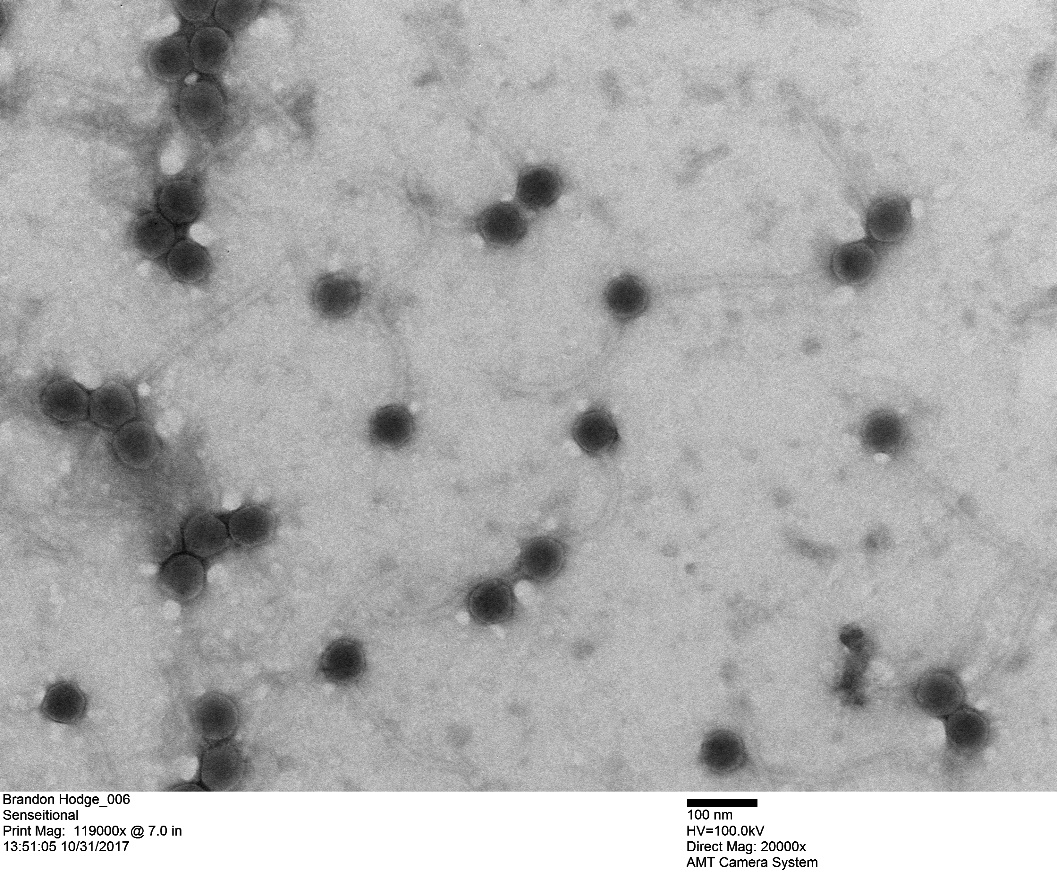 Brandon Hodge_006
Senseitional
Print Mag:  119000x @ 7.0 in
13:51:05 10/31/2017
100 nm
HV=100.0kV
Direct Mag: 20000x
AMT Camera System